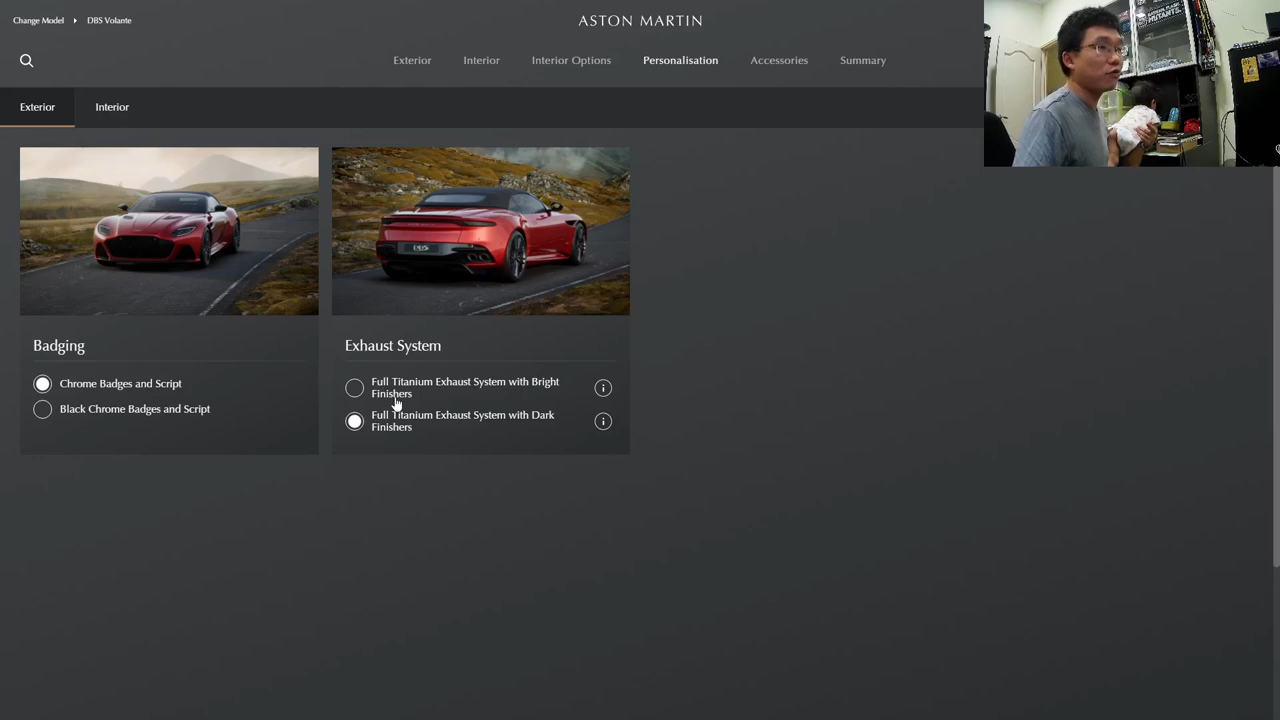 Change Model
DBS Volante
ASTON MARTIN
Exterior
Interior
Interior Options
Personalisation
Accessories
Summary
Exterior
Interior
DBS
Badging
Chrome Badges and Script
Black Chrome Badges and Script
Exhaust System
Full Titanium Exhaust System with Bright
Finishers
Full Titanium Exhaust System with Dark
Finishers